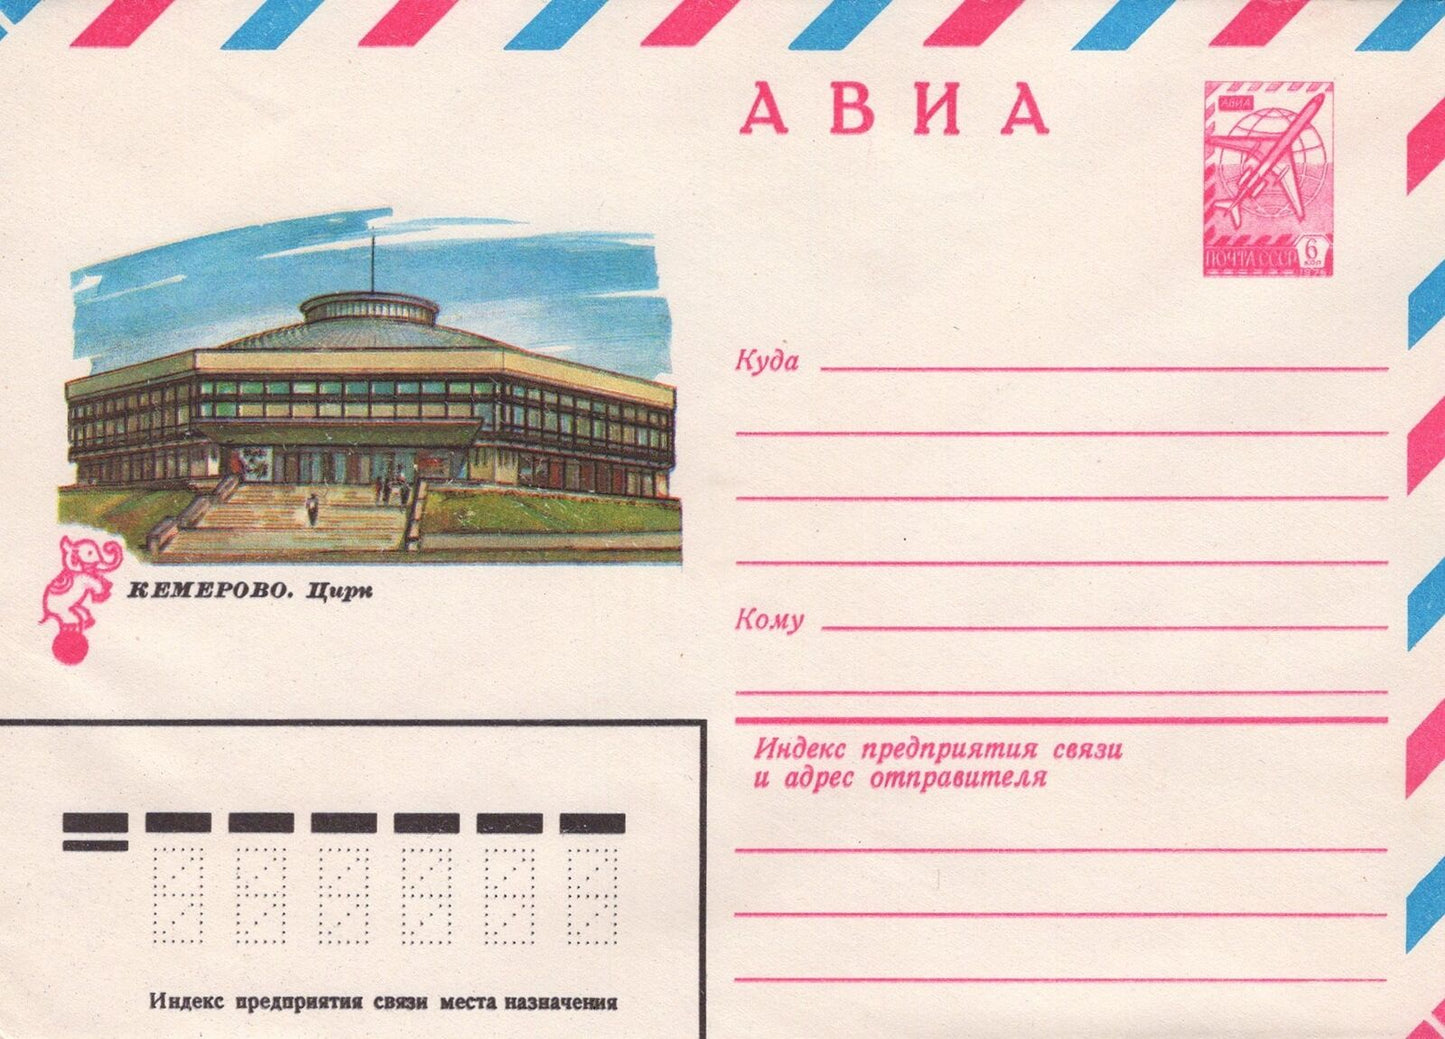 АВИА
АВИА
ПОЧТА СССР
6
коп
КЕМЕРОВО. Цирк
Куда
Кому
Индекс предприятия связи
и адрес отправителя
Индекс предприятия связи места назначения